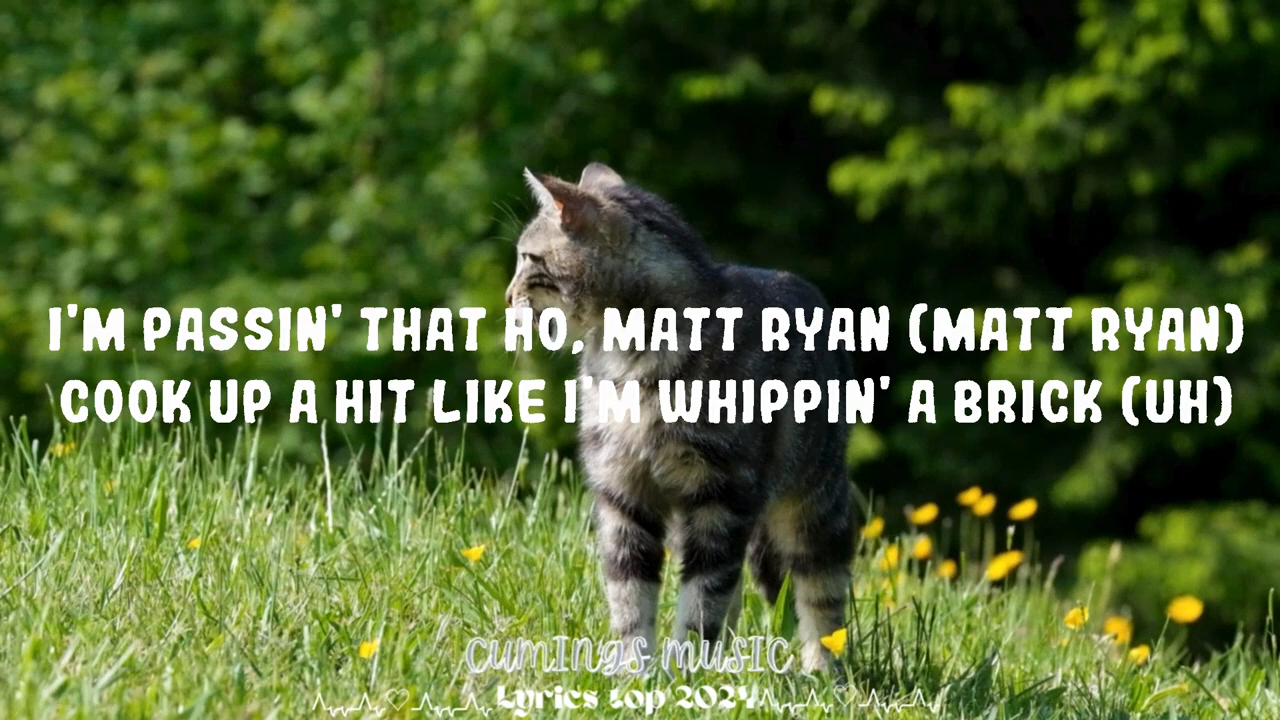 I'M PASSIN' THAT HO, MATT RYAN (MATT RYAN)
COOK UP A HIT LIKE I'M WHIPPIN' A BRICK (UH)
CUMINGS MUSIC
Lyrics top 2024